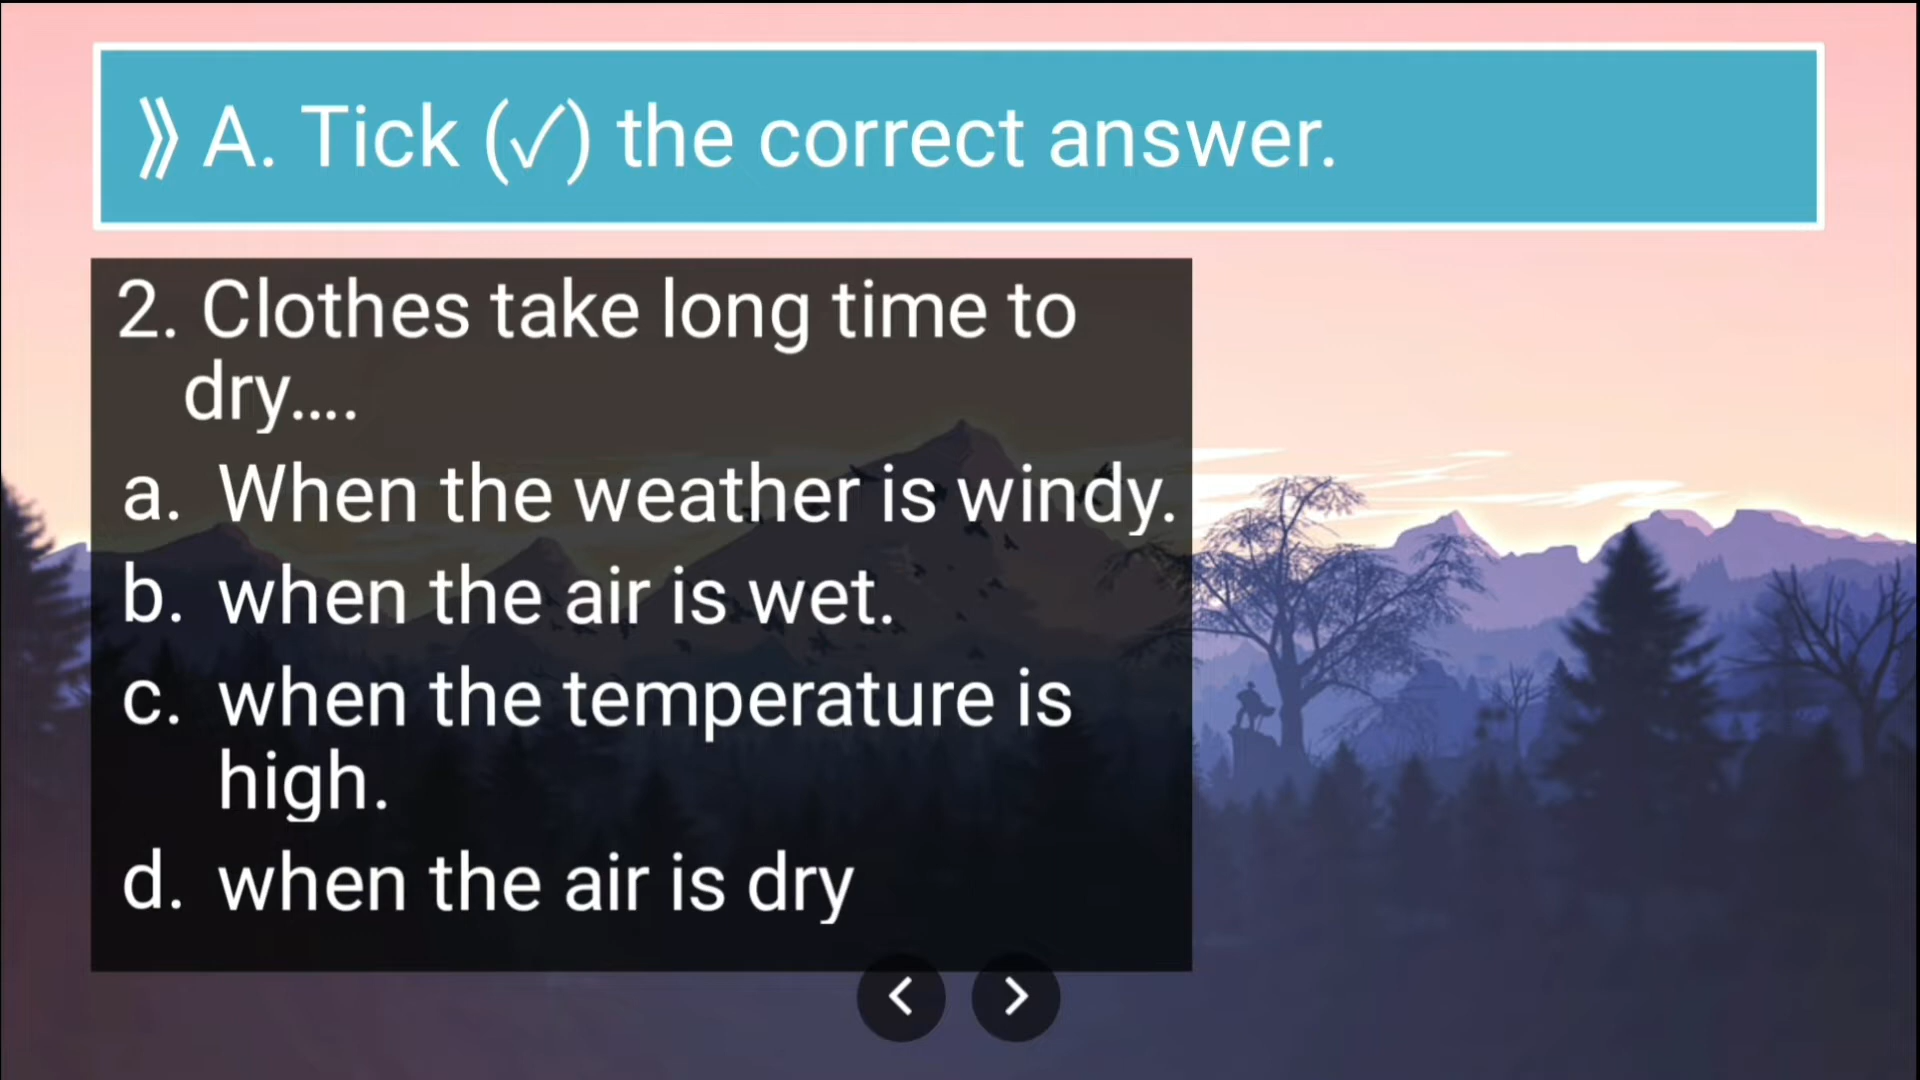 ⟫ A. Tick (✓) the correct answer.
2. Clothes take long time to
dry....
a. When the weather is windy.
b. when the air is wet.
c. when the temperature is
high.
d. when the air is dry